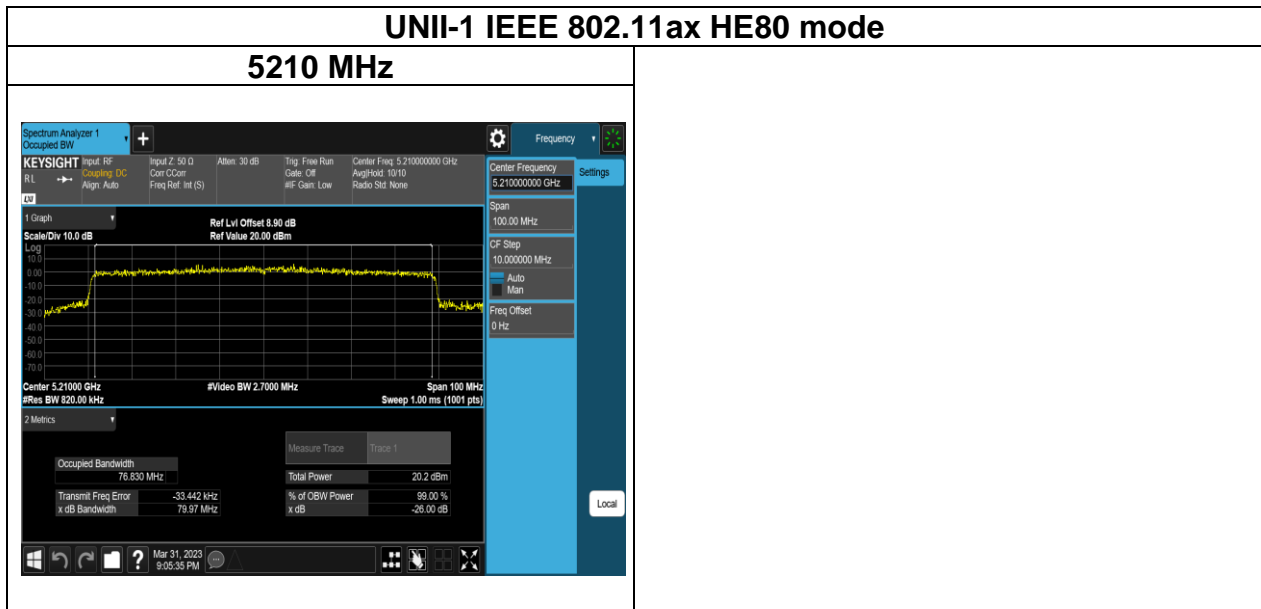 UNII-1 IEEE 802.11ax HE80 mode
5210 MHz
Spectrum Analyzer 1
Occupied BW
Frequency
KEYSIGHT
RL
LXI
Input: RF
Coupling: DC
Align: Auto
Input Z: 50 Ω
Corr CCorr
Freq Ref: Int (S)
Atten: 30 dB
Trig: Free Run
Gate: Off
#IF Gain: Low
Center Freq: 5.210000000 GHz
Avg|Hold: 10/10
Radio Std: None
Center Frequency
5.210000000 GHz
Settings
Span
100.00 MHz
CF Step
10.000000 MHz
Auto
Man
Freq Offset
0 Hz
1 Graph
Scale/Div 10.0 dB
Ref Lvl Offset 8.90 dB
Ref Value 20.00 dBm
Log
10.0
0.00
-10.0
-20.0
-30.0
-40.0
-50.0
-60.0
-70.0
Center 5.21000 GHz
#Video BW 2.7000 MHz
Span 100 MHz
#Res BW 820.00 kHz
Sweep 1.00 ms (1001 pts)
2 Metrics
Measure Trace Trace 1
Occupied Bandwidth
76.830 MHz
Total Power 20.2 dBm
Transmit Freq Error -33.442 kHz
% of OBW Power 99.00 %
x dB Bandwidth 79.97 MHz
x dB -26.00 dB
Local
?
Mar 31, 2023
9:05:35 PM